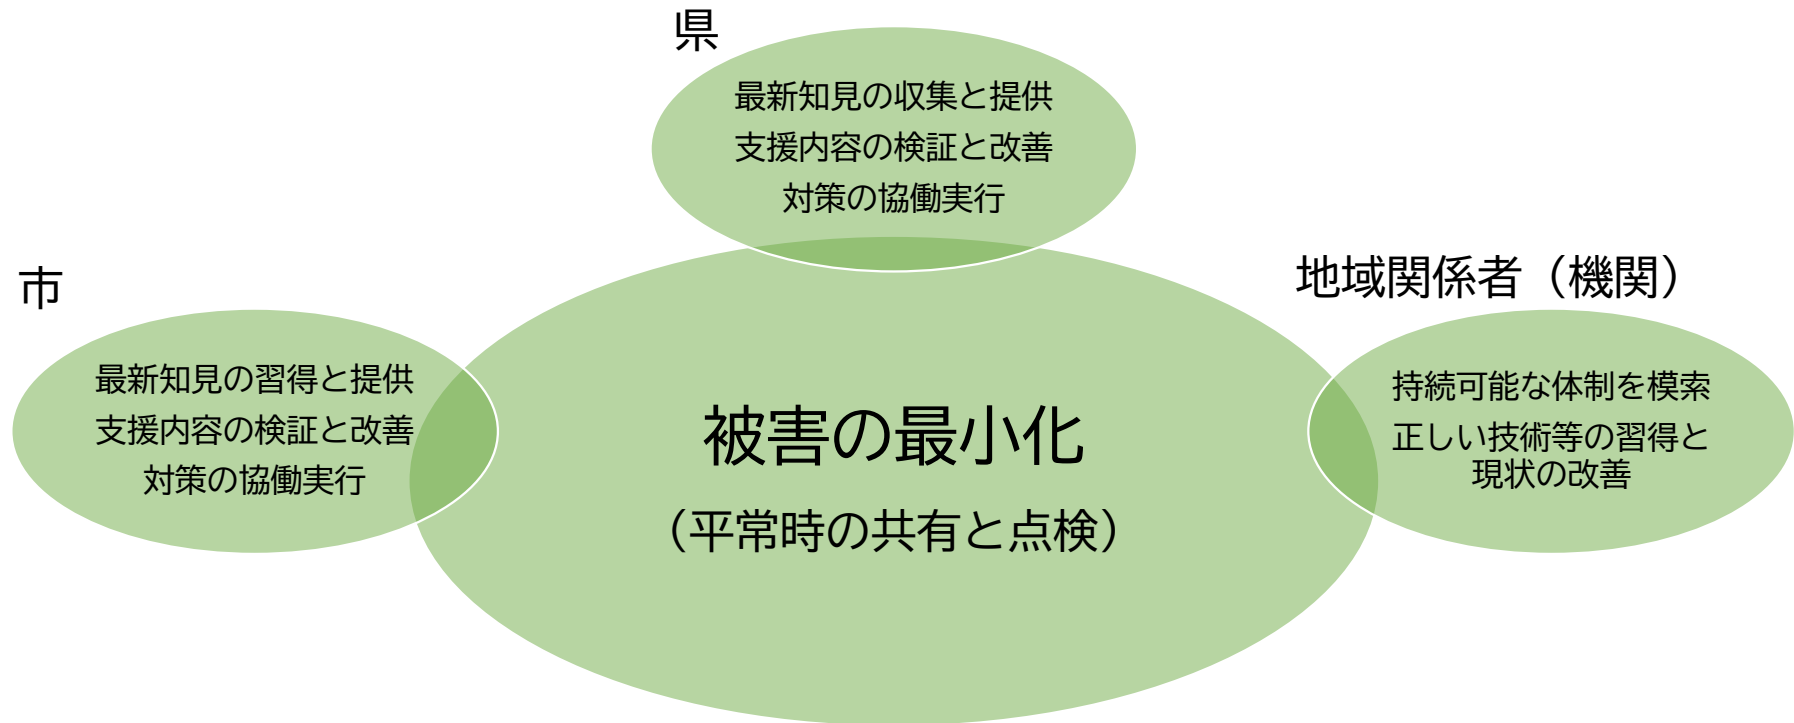 県
最新知見の収集と提供
支援内容の検証と改善
対策の協働実行
市
最新知見の習得と提供
支援内容の検証と改善
対策の協働実行
被害の最小化
（平常時の共有と点検）
地域関係者（機関）
持続可能な体制を模索
正しい技術等の習得と
現状の改善